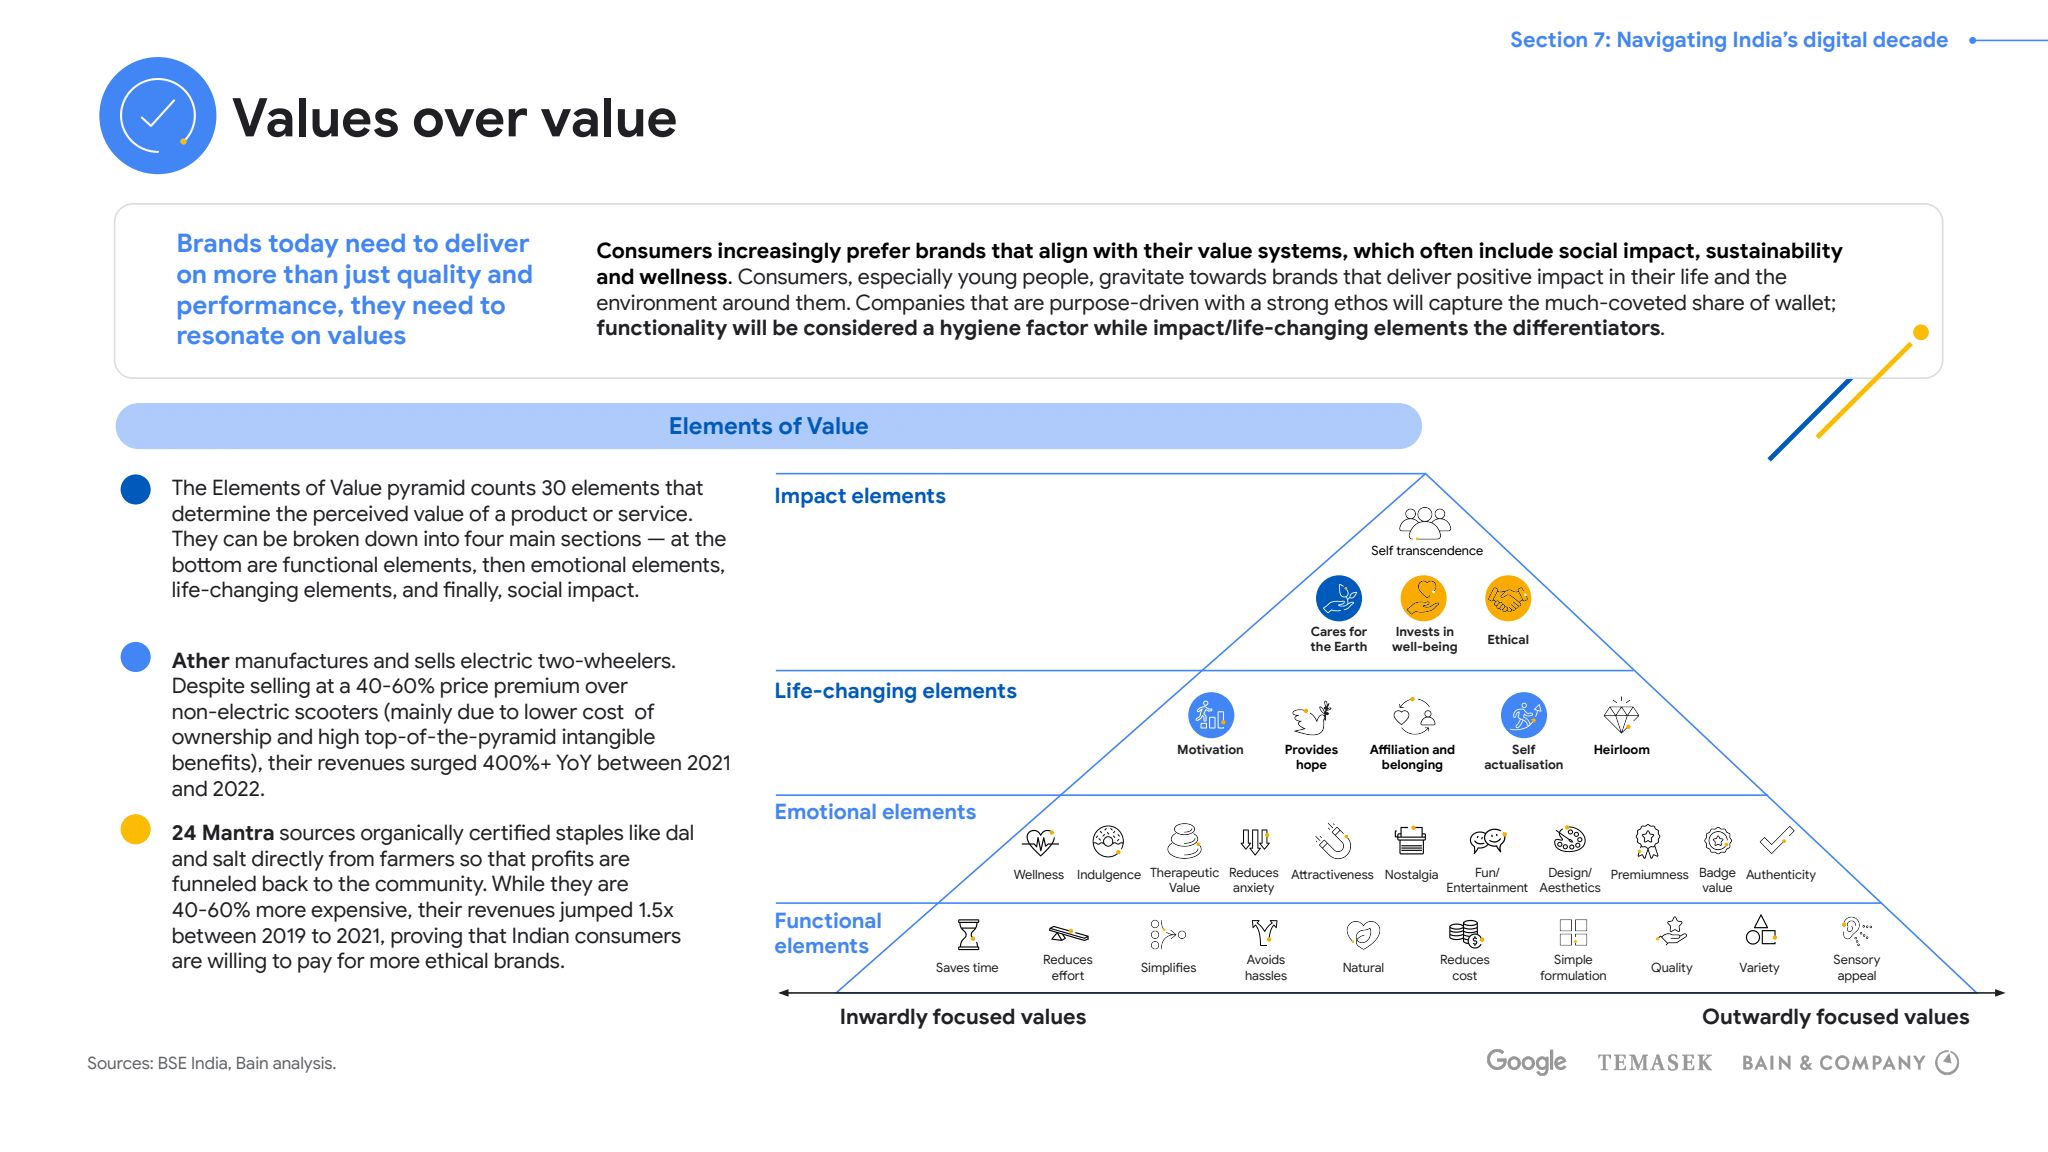 Section 7: Navigating India’s digital decade
Values over value
Brands today need to deliver
on more than just quality and
performance, they need to
resonate on values
Consumers increasingly prefer brands that align with their value systems, which often include social impact, sustainability
and wellness. Consumers, especially young people, gravitate towards brands that deliver positive impact in their life and the
environment around them. Companies that are purpose-driven with a strong ethos will capture the much-coveted share of wallet;
functionality will be considered a hygiene factor while impact/life-changing elements the differentiators.
Elements of Value
The Elements of Value pyramid counts 30 elements that
determine the perceived value of a product or service.
They can be broken down into four main sections — at the
bottom are functional elements, then emotional elements,
life-changing elements, and finally, social impact.
Ather manufactures and sells electric two-wheelers.
Despite selling at a 40-60% price premium over
non-electric scooters (mainly due to lower cost of
ownership and high top-of-the-pyramid intangible
benefits), their revenues surged 400%+ YoY between 2021
and 2022.
24 Mantra sources organically certified staples like dal
and salt directly from farmers so that profits are
funneled back to the community. While they are
40-60% more expensive, their revenues jumped 1.5x
between 2019 to 2021, proving that Indian consumers
are willing to pay for more ethical brands.
Impact elements
Self transcendence
Cares for
the Earth
Invests in
well-being
Ethical
Life-changing elements
Motivation
Provides
hope
Affiliation and
belonging
Self
actualisation
Heirloom
Emotional elements
Wellness
Indulgence
Therapeutic
Value
Reduces
anxiety
Attractiveness
Nostalgia
Fun/
Entertainment
Design/
Aesthetics
Premiumness
Badge
value
Authenticity
Functional
elements
Saves time
Reduces
effort
Simplifies
Avoids
hassles
Natural
Reduces
cost
Simple
formulation
Quality
Variety
Sensory
appeal
Inwardly focused values
Outwardly focused values
Sources: BSE India, Bain analysis.
Google
TEMASEK
BAIN & COMPANY